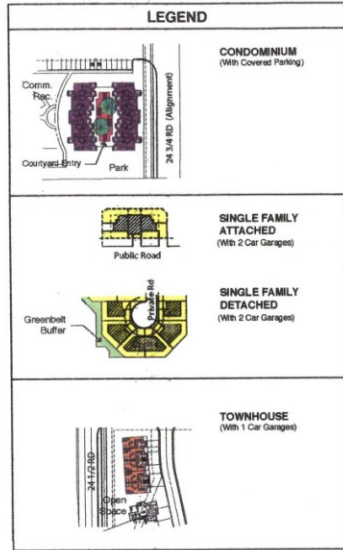 LEGEND
CONDOMINIUM
(With Covered Parking)
Comm.
Rec.
24 3/4 RD (Alignment)
Courtyard Entry
Park
SINGLE FAMILY
ATTACHED
(With 2 Car Garages)
Public Road
SINGLE FAMILY
DETACHED
(With 2 Car Garages)
Private Rd
Greenbelt
Buffer
TOWNHOUSE
(With 1 Car Garages)
24 1/2 RD
Open
Space